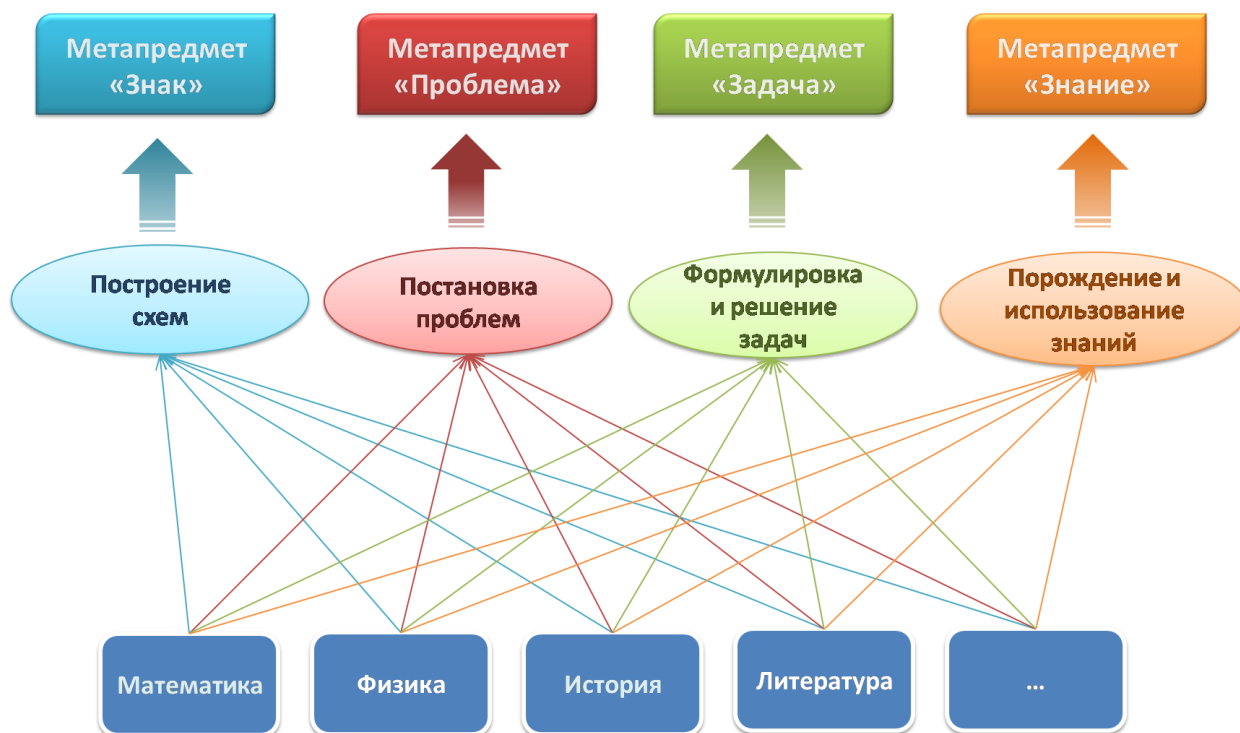 Метапредмет
«Знак»
Метапредмет
«Проблема»
Метапредмет
«Задача»
Метапредмет
«Знание»
Построение
схем
Постановка
проблем
Формулировка
и решение
задач
Порождение и
использование
знаний
Математика
Физика
История
Литература
...